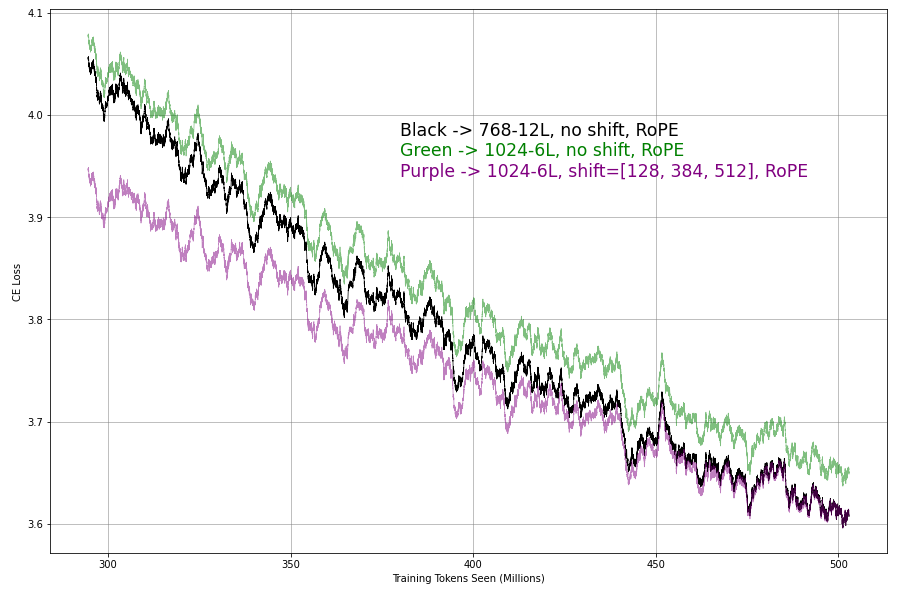 4.1
4.0
3.9
3.8
3.7
3.6
CE Loss
Black -> 768-12L, no shift, RoPE
Green -> 1024-6L, no shift, RoPE
Purple -> 1024-6L, shift=[128, 384, 512], RoPE
300
350
400
450
500
Training Tokens Seen (Millions)